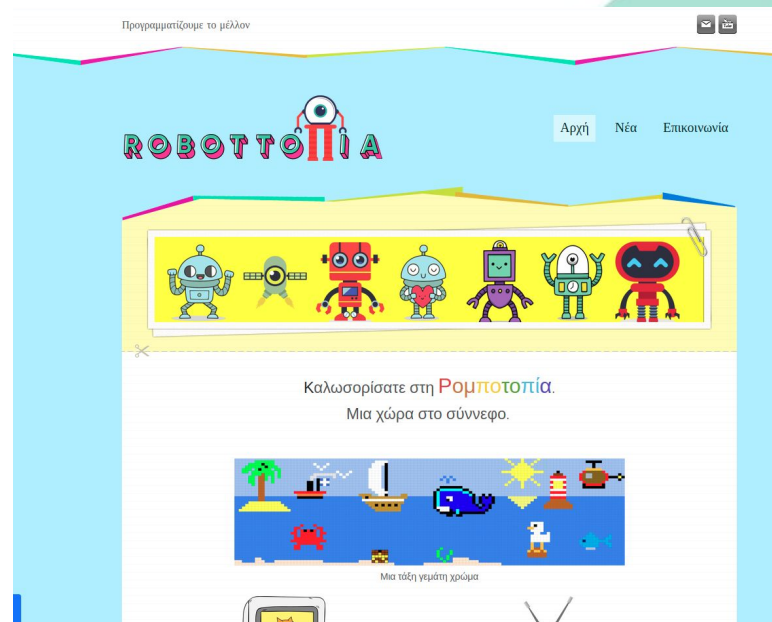 Προγραμματίζουμε το μέλλον
ROBOTTOΠIA
Αρχή Νέα Επικοινωνία
Καλωσορίσατε στη Ρομποτοπία.
Μια χώρα στο σύννεφο.
Μια τάξη γεμάτη χρώμα